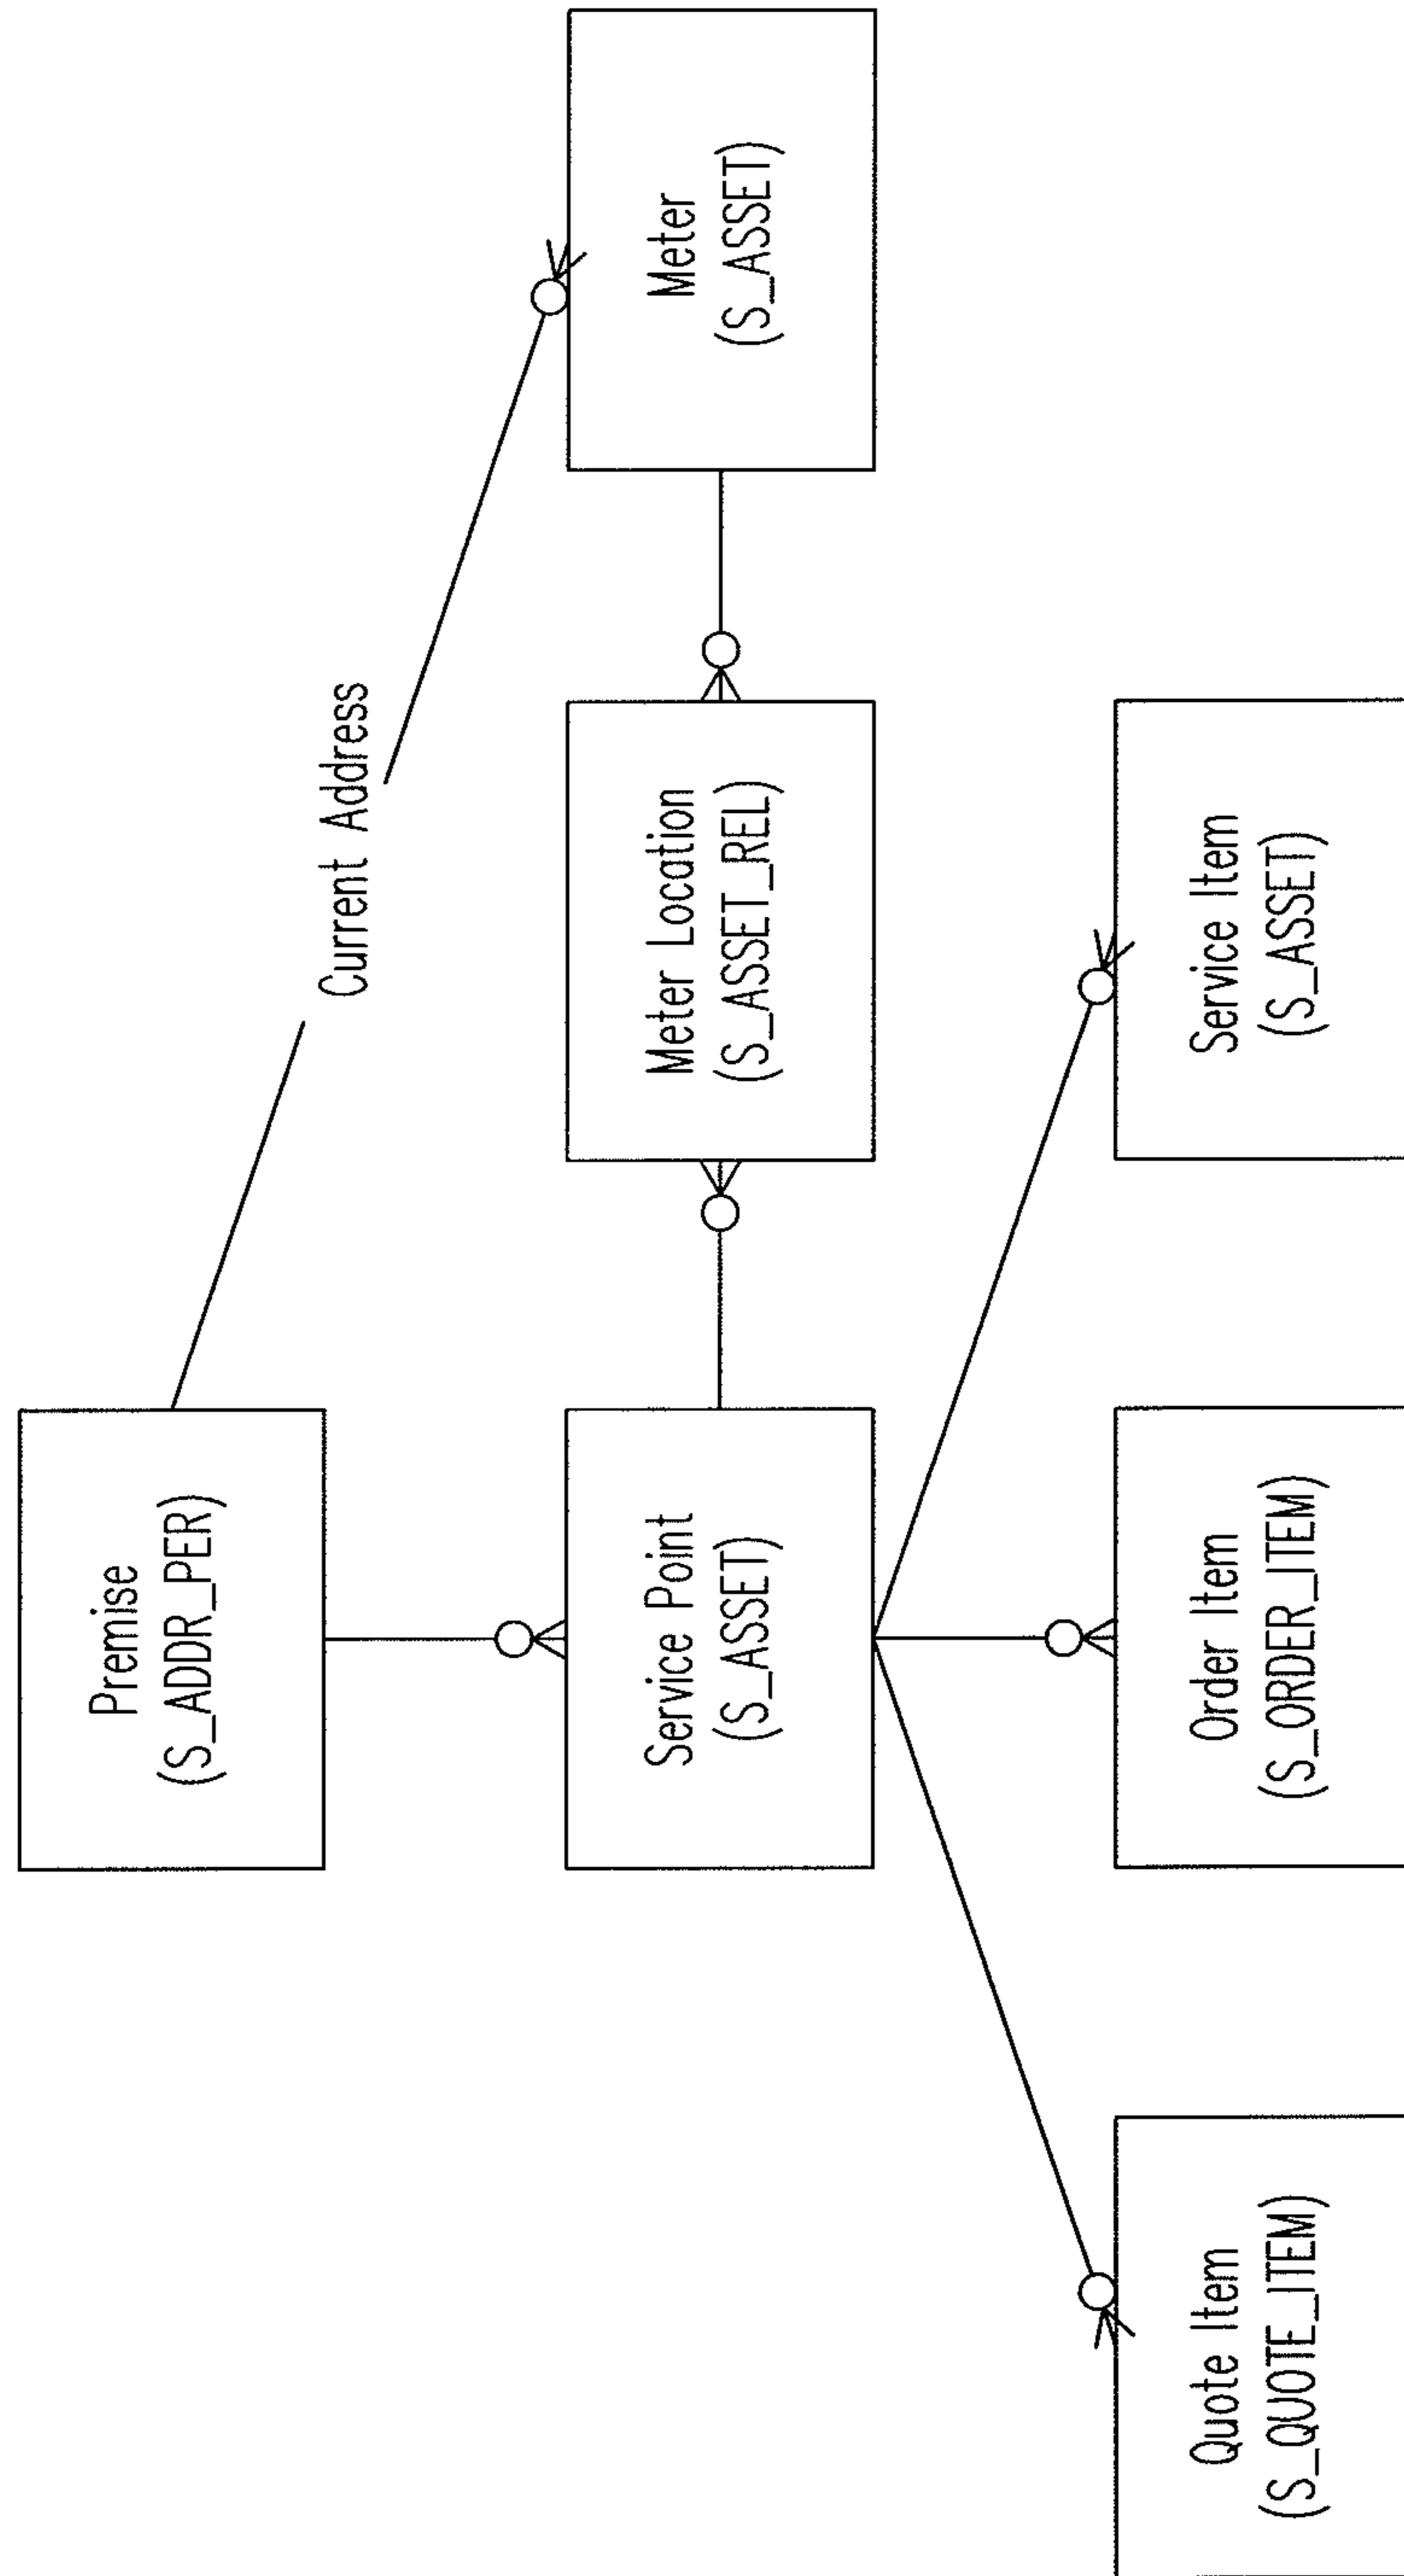 Premise
(S_ADDR_PER)
Current Address
Service Point
(S_ASSET)
Meter Location
(S_ASSET_REL)
Meter
(S_ASSET)
Quote Item
(S_QUOTE_ITEM)
Order Item
(S_ORDER_ITEM)
Service Item
(S_ASSET)